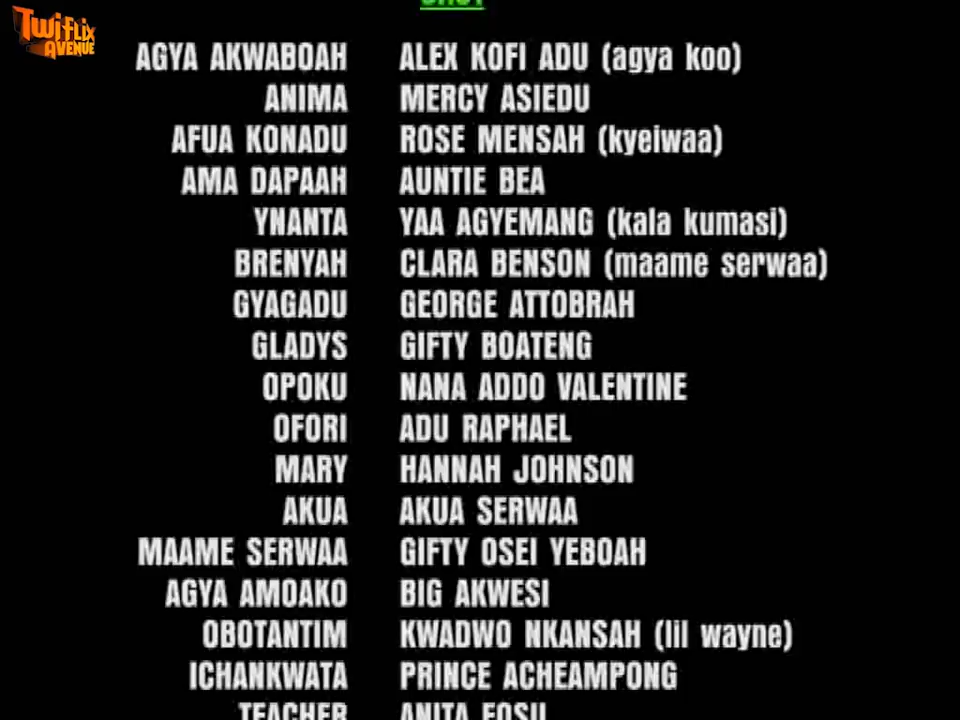 Twiflix
AVENUE
AGYA AKWABOAH ALEX KOFI ADU (agya koo)
ANIMA MERCY ASIEDU
AFUA KONADU ROSE MENSAH (kyeiwaa)
AMA DAPAAH AUNTIE BEA
YNANTA YAA AGYEMANG (kala kumasi)
BRENYAH CLARA BENSON (maame serwaa)
GYAGADU GEORGE ATTOBRAH
GLADYS GIFTY BOATENG
OPOKU NANA ADDO VALENTINE
OFORI ADU RAPHAEL
MARY HANNAH JOHNSON
AKUA AKUA SERWAA
MAAME SERWAA GIFTY OSEI YEBOAH
AGYA AMOAKO BIG AKWESI
OBOTANTIM KWADWO NKANSAH (lil wayne)
ICHANKWATA PRINCE ACHEAMPONG
TEACHER ANITA